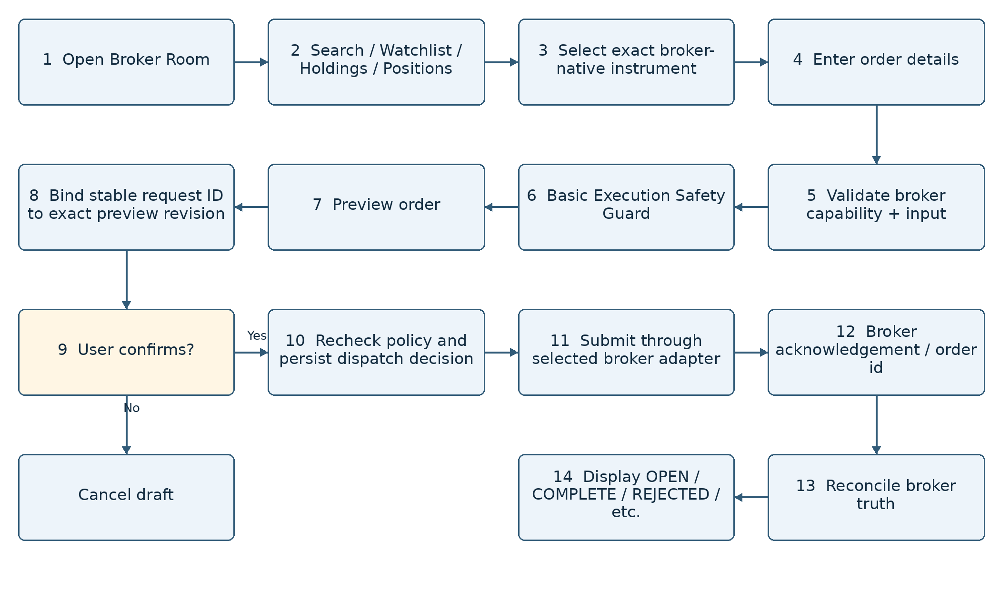 1  Open Broker Room
2  Search / Watchlist /
Holdings / Positions
3  Select exact broker-
native instrument
4  Enter order details
5  Validate broker
capability + input
6  Basic Execution Safety
Guard
7  Preview order
8  Bind stable request ID
to exact preview revision
9  User confirms?
Yes
10  Recheck policy and
persist dispatch decision
11  Submit through
selected broker adapter
12  Broker
acknowledgement / order
id
No
Cancel draft
13  Reconcile broker
truth
14  Display OPEN /
COMPLETE / REJECTED /
etc.